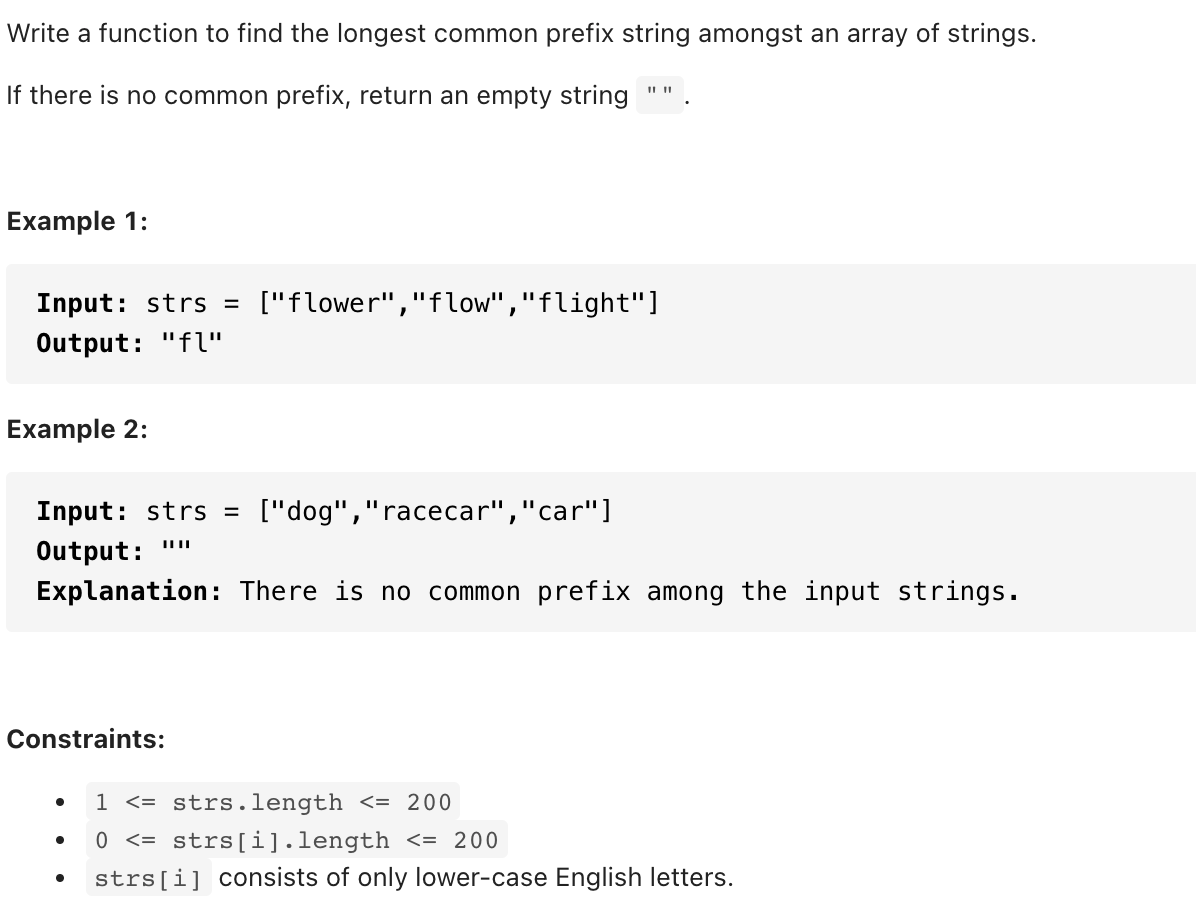 Write a function to find the longest common prefix string amongst an array of strings.
If there is no common prefix, return an empty string "".
Example 1:
Input: strs = ["flower","flow","flight"]
Output: "fl"
Example 2:
Input: strs = ["dog","racecar","car"]
Output: ""
Explanation: There is no common prefix among the input strings.
Constraints:
• 1 <= strs.length <= 200
• 0 <= strs[i].length <= 200
• strs[i] consists of only lower-case English letters.